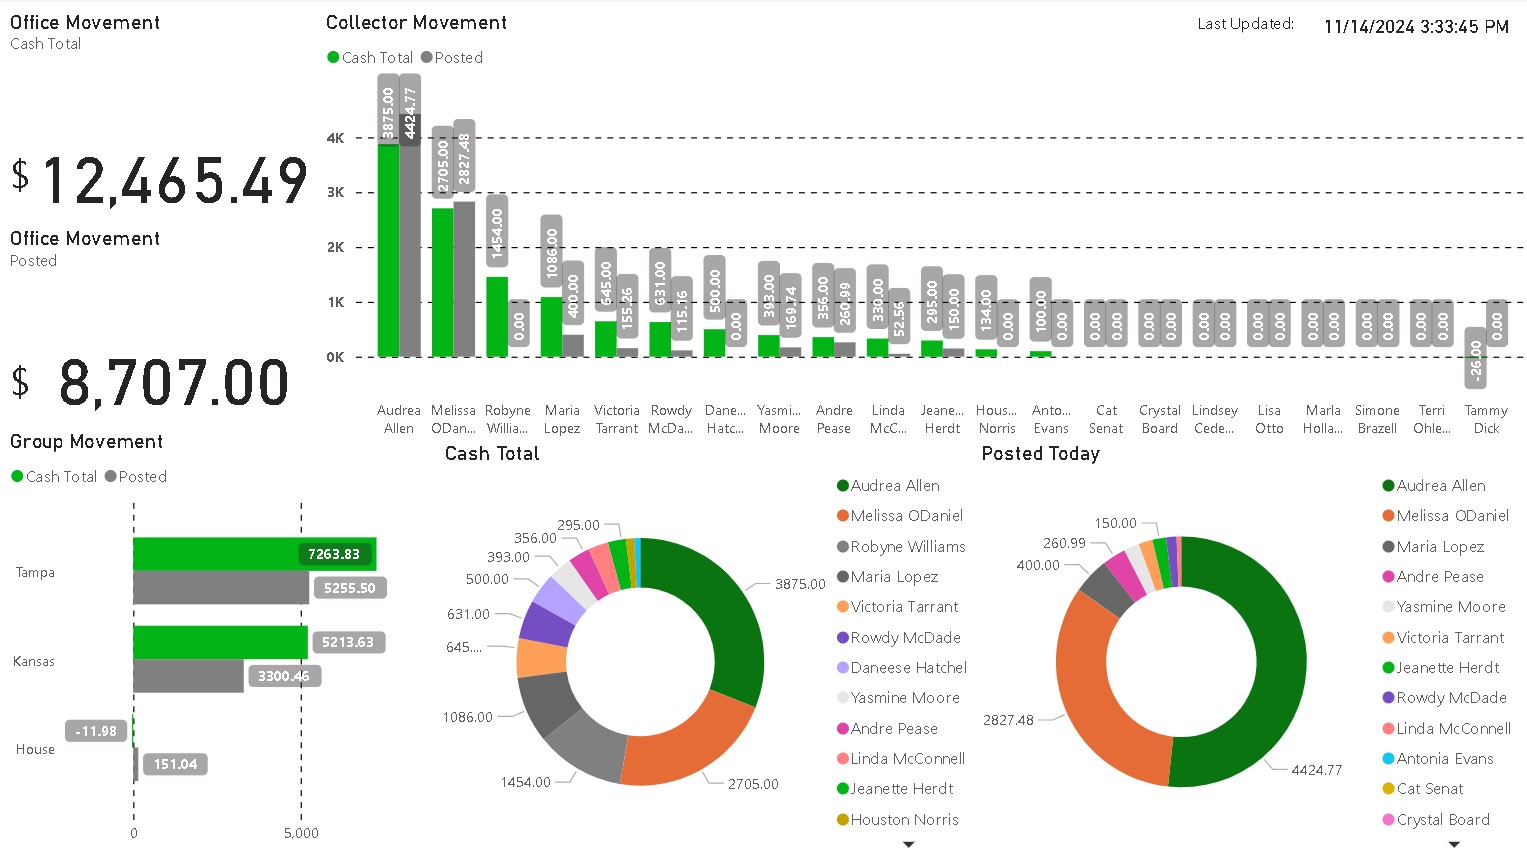 Office Movement
Cash Total
$ 12,465.49
Office Movement
Posted
$ 8,707.00
Collector Movement
Last Updated: 11/14/2024 3:33:45 PM
Cash Total Posted
4K
3K
2K
1K
0K
3875.00 4424.77 2705.00 2827.48 1454.00 0.00 1086.00 400.00 645.00 155.26 631.00 115.16 500.00 0.00 393.00 169.74 356.00 260.99 330.00 52.56 295.00 150.00 134.00 0.00 100.00 0.00 0.00 0.00 0.00 0.00 0.00 0.00 0.00 0.00 0.00 0.00 0.00 0.00 0.00 0.00 -26.00 0.00
Audrea Melissa Robyne Maria Victoria Rowdy Dane... Yasmi... Andre Linda Jeane... Hous... Anto... Cat Crystal Lindsey Lisa Marla Simone Terri Tammy
Allen ODan... Willia... Lopez Tarrant McDa... Hatc... Moore Pease McC... Herdt Norris Evans Senat Board Cede... Otto Holla... Brazell Ohle... Dick
Group Movement
Cash Total Posted
Tampa
7263.83
5255.50
Kansas
5213.63
3300.46
House
-11.98
151.04
0 5,000
Cash Total
295.00
356.00
393.00
500.00
631.00
645....
1086.00
1454.00
2705.00
3875.00
Audrea Allen
Melissa ODaniel
Robyne Williams
Maria Lopez
Victoria Tarrant
Rowdy McDade
Daneese Hatchel
Yasmine Moore
Andre Pease
Linda McConnell
Jeanette Herdt
Houston Norris
Posted Today
150.00
260.99
400.00
2827.48
4424.77
Audrea Allen
Melissa ODaniel
Maria Lopez
Andre Pease
Yasmine Moore
Victoria Tarrant
Jeanette Herdt
Rowdy McDade
Linda McConnell
Antonia Evans
Cat Senat
Crystal Board